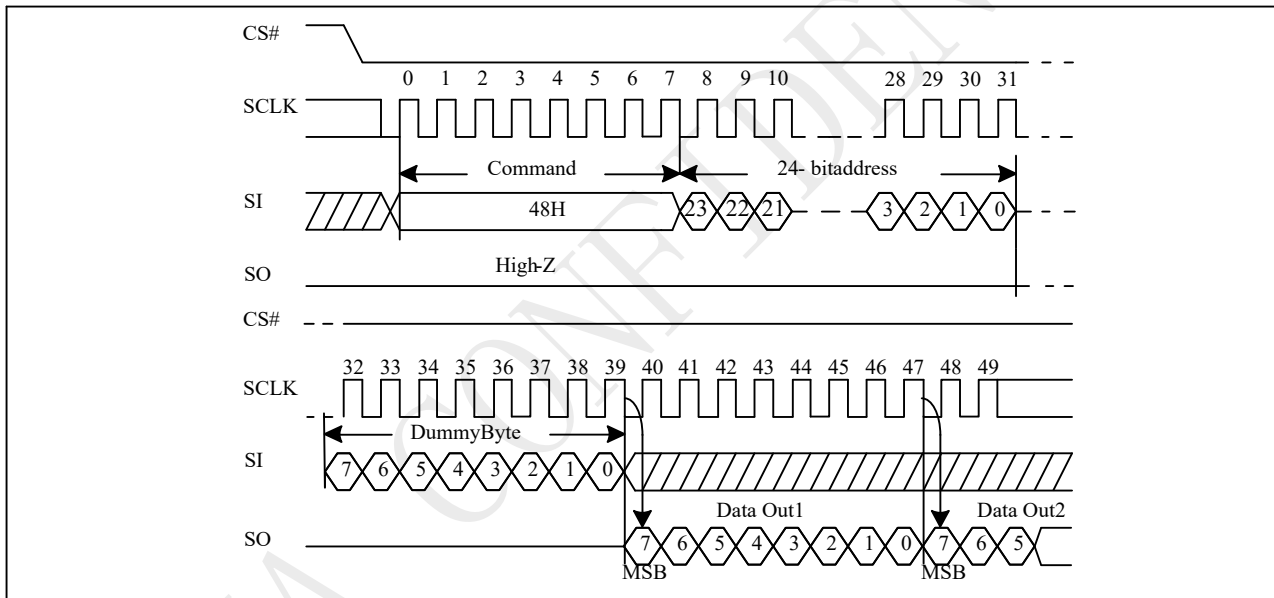 CS#
0 1 2 3 4 5 6 7 8 9 10 28 29 30 31
SCLK
Command 24- bitaddress
SI
48H 23 22 21 3 2 1 0
High-Z
SO
CS#
32 33 34 35 36 37 38 39 40 41 42 43 44 45 46 47 48 49
SCLK
DummyByte
SI
7 6 5 4 3 2 1 0
Data Out1 Data Out2
SO
7 6 5 4 3 2 1 0 7 6 5
MSB MSB